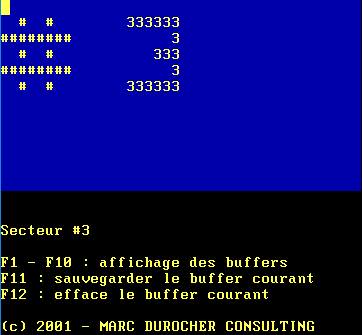 #  #        333333
########           3
  #  #           333
########           3
  #  #        333333
Secteur #3
F1 - F10 : affichage des buffers
F11 : sauvegarder le buffer courant
F12 : efface le buffer courant
(c) 2001 - MARC DUROCHER CONSULTING